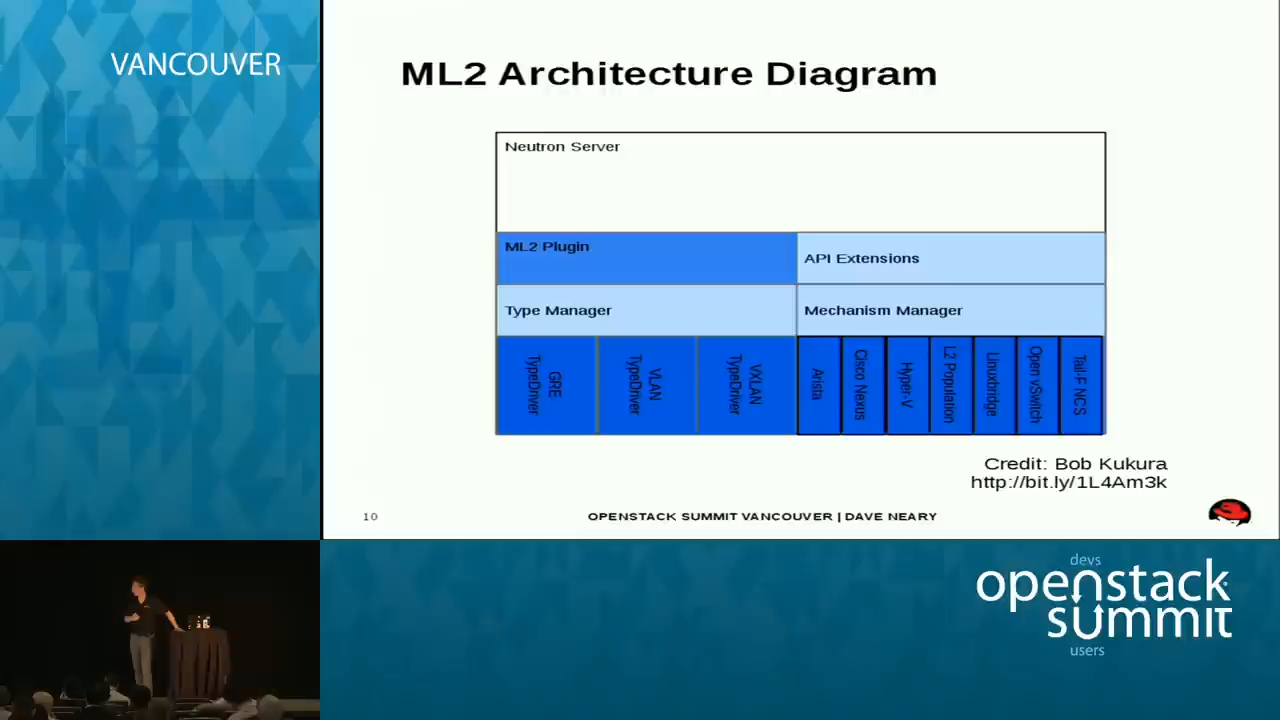 VANCOUVER
ML2 Architecture Diagram
Neutron Server
ML2 Plugin
API Extensions
Type Manager
Mechanism Manager
GRE
TypeDriver
VLAN
TypeDriver
VXLAN
TypeDriver
Arista
Cisco Nexus
Hyper-V
L2 Population
Linuxbridge
Open vSwitch
Tail-F NCS
Credit: Bob Kukura
http://bit.ly/1L4Am3k
10
OPENSTACK SUMMIT VANCOUVER | DAVE NEARY
devs
openstack
summit
users